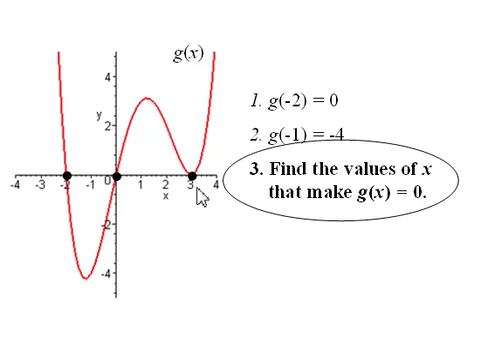 g(x)
4
y
2
-4 -3 -2 -1 0 1 2 3 4
x
-2
-4
1. g(-2) = 0
2. g(-1) = -4
3. Find the values of x
that make g(x) = 0.